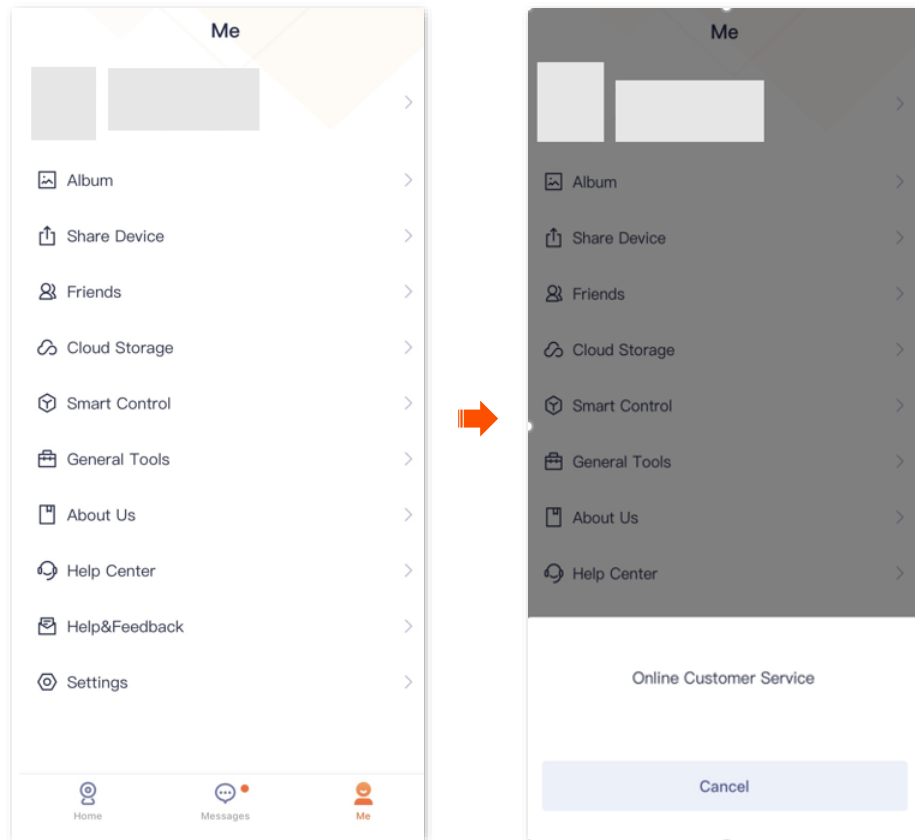 Me
Album
Share Device
Friends
Cloud Storage
Smart Control
General Tools
About Us
Help Center
Help&Feedback
Settings
Home
Messages
Me
Me
Album
Share Device
Friends
Cloud Storage
Smart Control
General Tools
About Us
Help Center
Online Customer Service
Cancel